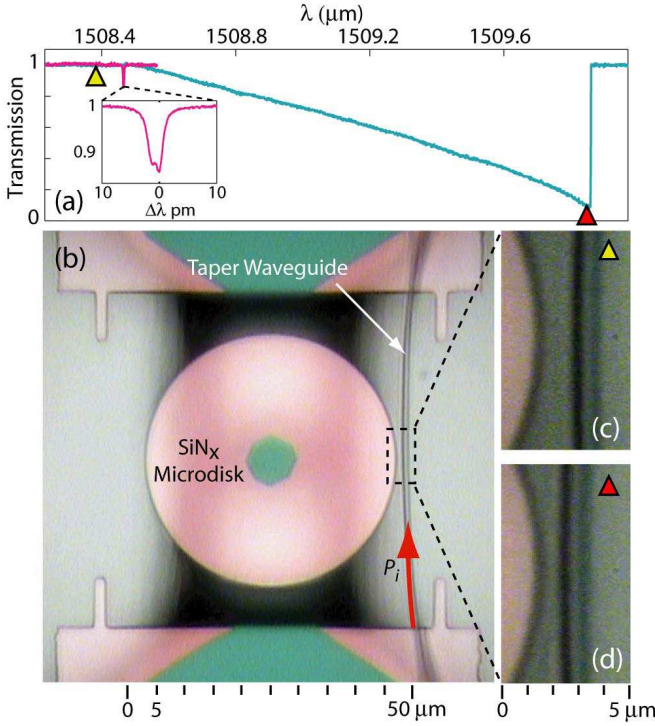 λ (μm)
1508.4 1508.8 1509.2 1509.6
1
Transmission
0
1
0.9
10 0 10
Δλ pm
(a)
(b)
Taper Waveguide
SiNx
Microdisk
Pi
(c)
(d)
0 5 50 μm
0 5 μm